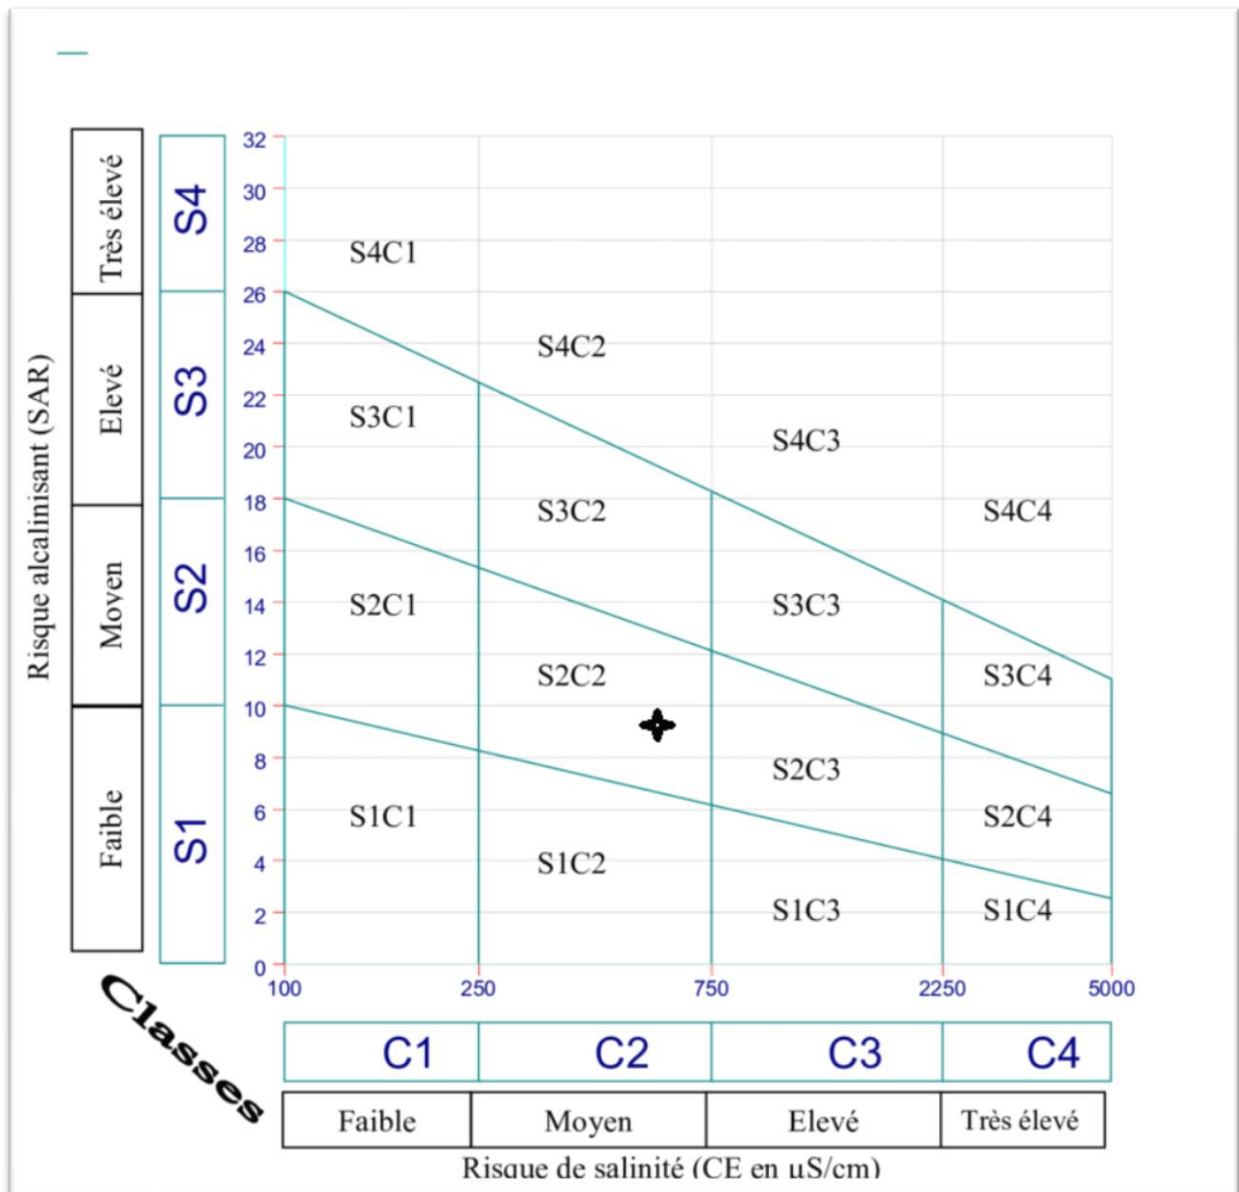 Risque alcalinisant (SAR)
Très élevé
Elevé
Moyen
Faible
S4
S3
S2
S1
32
30
28
26
24
22
20
18
16
14
12
10
8
6
4
2
0
S4C1
S4C2
S3C1
S4C3
S3C2
S4C4
S2C1
S3C3
S2C2
S3C4
S2C3
S1C1
S2C4
S1C2
S1C3
S1C4
100 250 750 2250 5000
Classes
C1 C2 C3 C4
Faible Moyen Elevé Très élevé
Risque de salinité (CE en µS/cm)